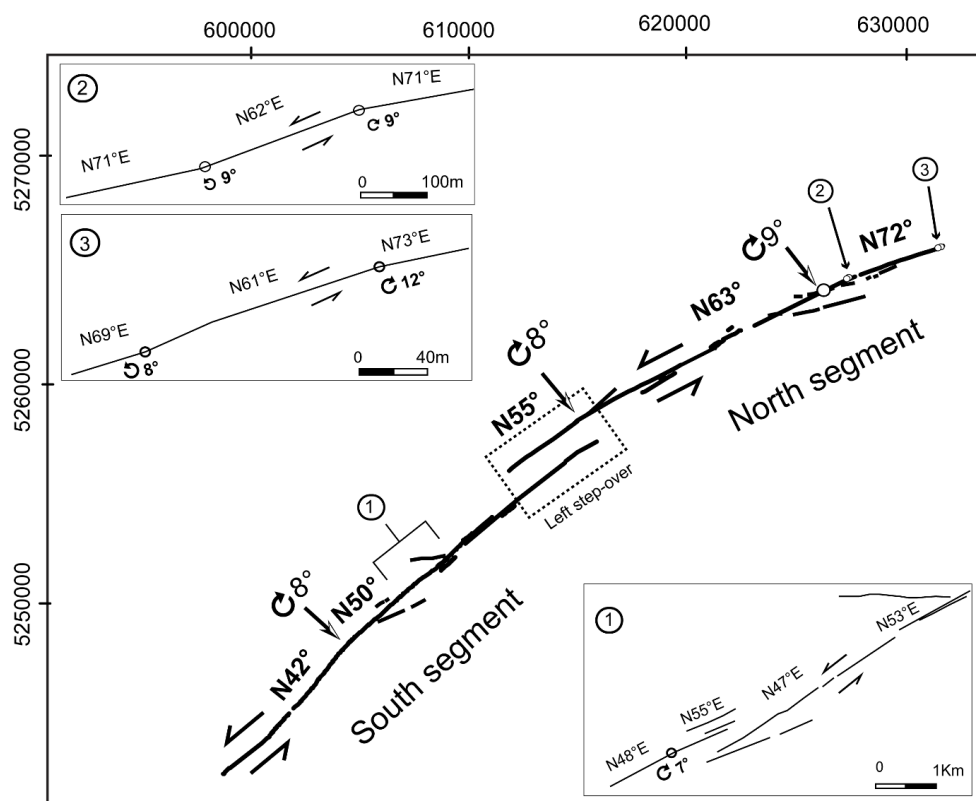 600000 610000 620000 630000
5270000
5260000
5250000
2
N71°E
N62°E
N71°E
9°
9°
0 100m
3
N73°E
N61°E
N69°E
12°
8°
0 40m
2
3
N72°
9°
N63°
8°
N55°
North segment
Left step-over
1
8°
N50°
N42°
South segment
1
N53°E
N47°E
N55°E
N48°E
7°
0 1Km